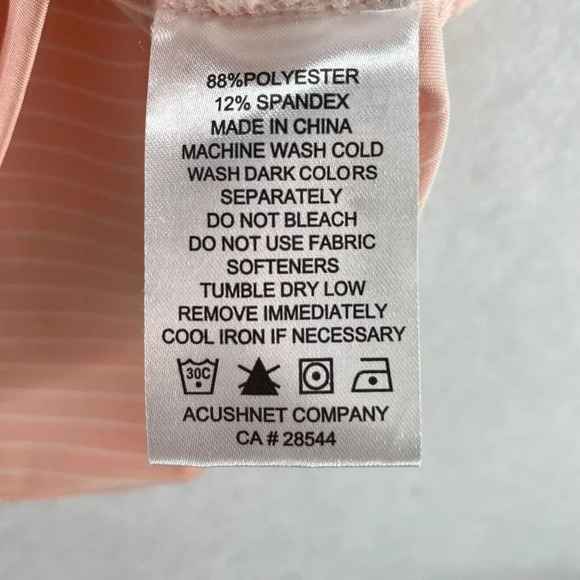 88%POLYESTER
12% SPANDEX
MADE IN CHINA
MACHINE WASH COLD
WASH DARK COLORS
SEPARATELY
DO NOT BLEACH
DO NOT USE FABRIC
SOFTENERS
TUMBLE DRY LOW
REMOVE IMMEDIATELY
COOL IRON IF NECESSARY
30C
ACUSHNET COMPANY
CA # 28544